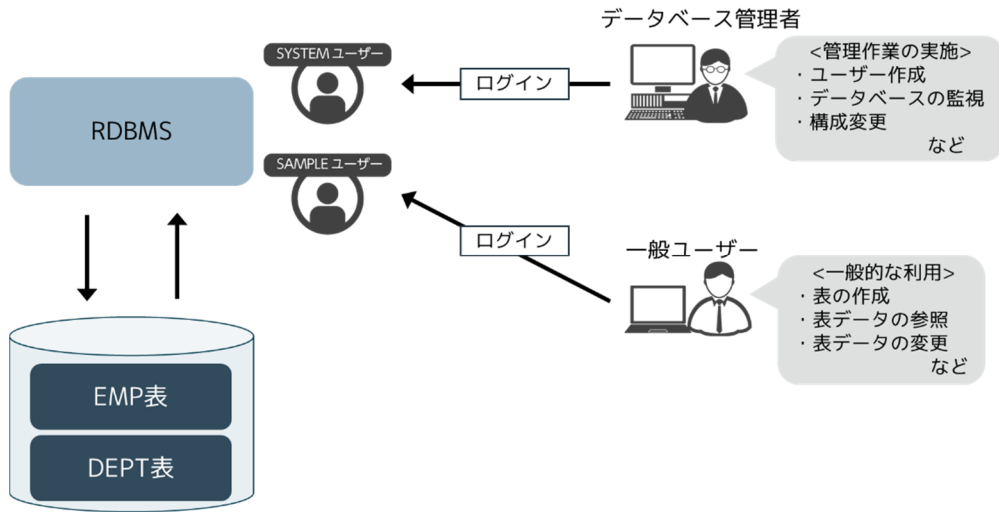 データベース管理者
SYSTEMユーザー
ログイン
<管理作業の実施>
・ユーザー作成
・データベースの監視
・構成変更
など
RDBMS
SAMPLEユーザー
ログイン
一般ユーザー
<一般的な利用>
・表の作成
・表データの参照
・表データの変更
など
EMP表
DEPT表